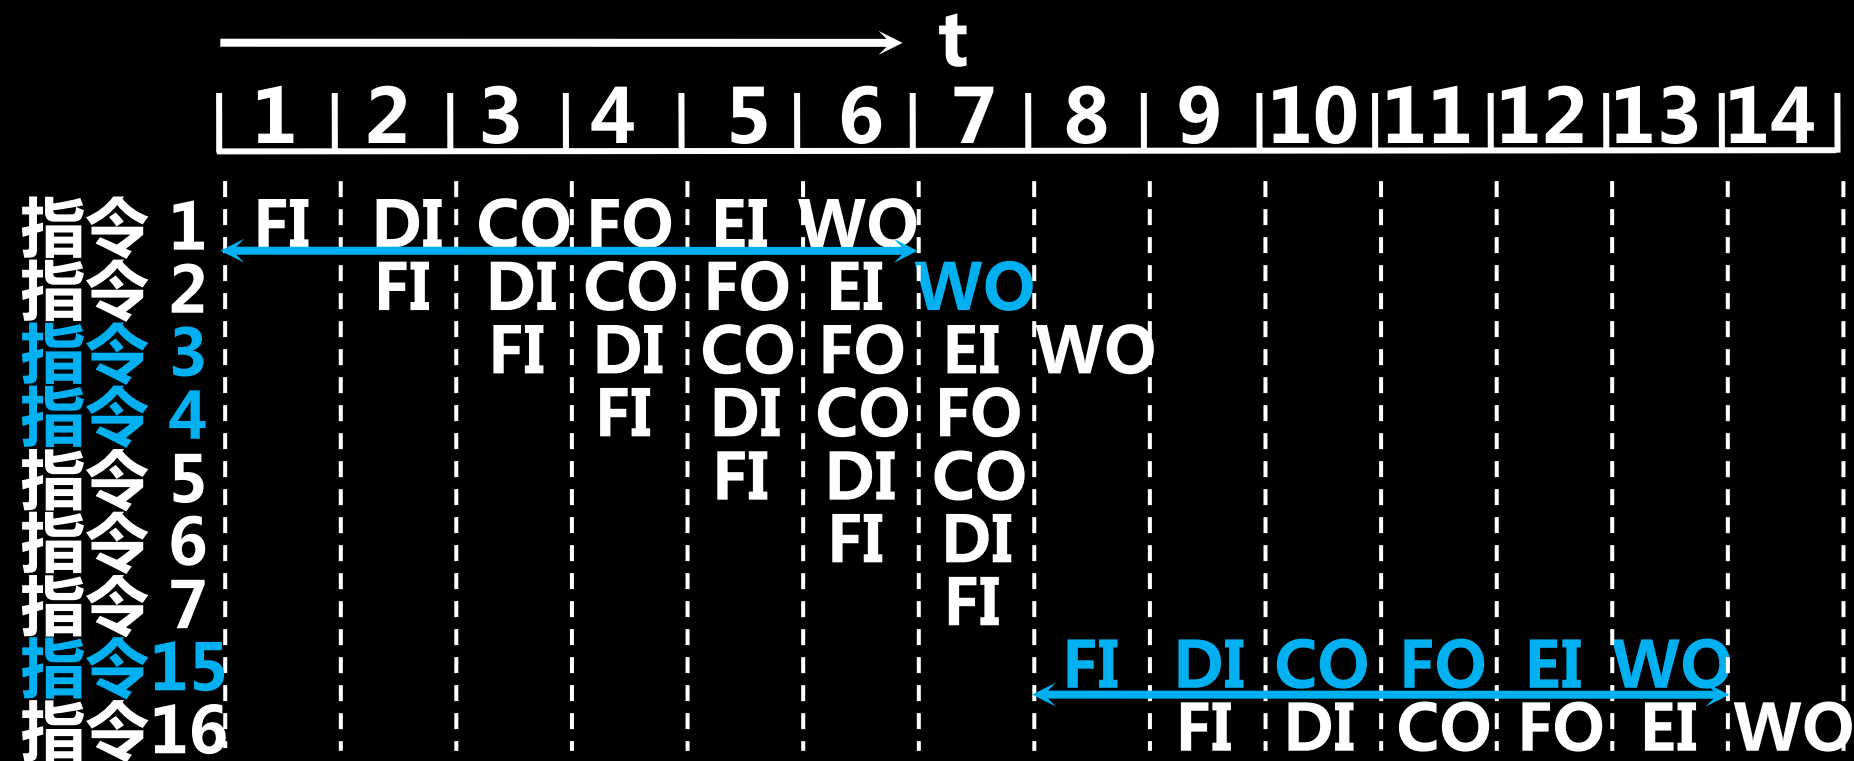 t
1 2 3 4 5 6 7 8 9 10 11 12 13 14
指令 1 FI DI CO FO EI WO
指令 2 FI DI CO FO EI WO
指令 3 FI DI CO FO EI WO
指令 4 FI DI CO FO
指令 5 FI DI CO
指令 6 FI DI
指令 7 FI
指令15 FI DI CO FO EI WO
指令16 FI DI CO FO EI WO